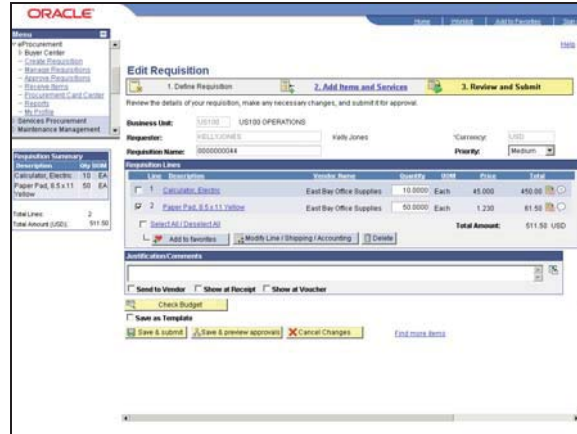 ORACLE
Home Worklist Add to Favorites Sign
Menu
eProcurement
Buyer Center
Create Requisition
Manage Requisitions
Approve Requisitions
Receive Items
Procurement Card Center
Reports
My Profile
Services Procurement
Maintenance Management
Requisition Summary
Description Qty UOM
Calculator, Electric 10 EA
Paper Pad, 8.5 x 11 50 EA
Yellow
Total Lines: 2
Total Amount (USD): 511.50
Help
Edit Requisition
1. Define Requisition 2. Add Items and Services 3. Review and Submit
Review the details of your requisition, make any necessary changes, and submit it for approval.
Business Unit: US100 US100 OPERATIONS
Requester: KELLYJONES Kelly Jones *Currency: USD
Requisition Name: 0000000044 Priority: Medium
Requisition Lines
Line Description Vendor Name Quantity UOM Price Total
1 Calculator, Electric East Bay Office Supplies 10.0000 Each 45.000 450.00
2 Paper Pad, 8.5 x 11 Yellow East Bay Office Supplies 50.0000 Each 1.230 61.50
Select All / Deselect All Total Amount: 511.50 USD
Add to favorites Modify Line / Shipping / Accounting Delete
Justification/Comments
Send to Vendor Show at Receipt Show at Voucher
Check Budget
Save as Template
Save & submit Save & preview approvals Cancel Changes Find more items